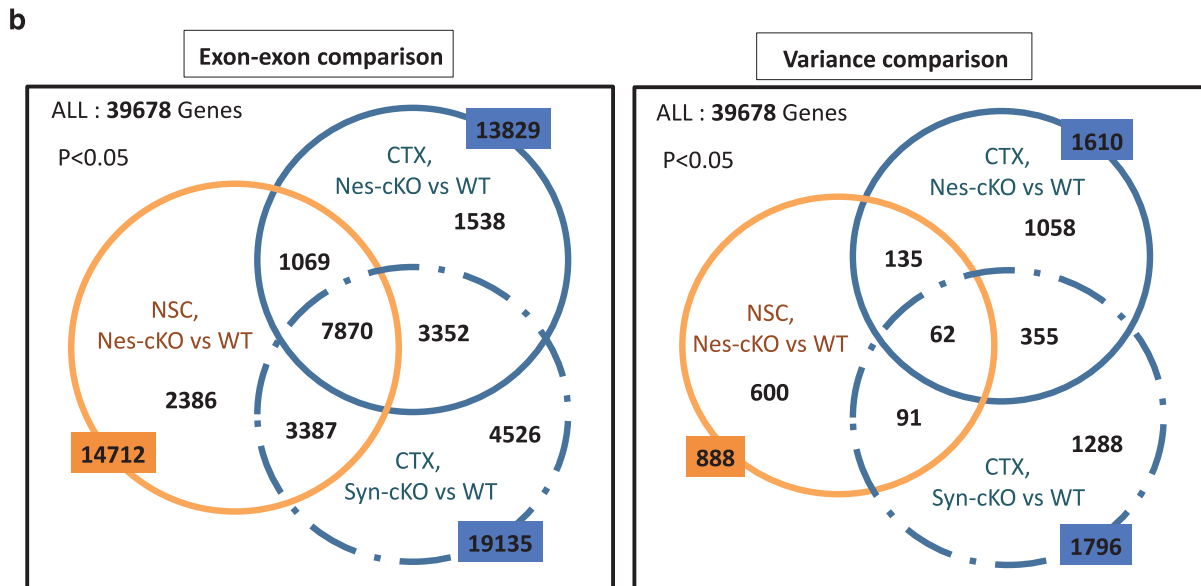 b
Exon-exon comparison
ALL : 39678 Genes
P<0.05
13829
CTX,
Nes-cKO vs WT
1538
1069
NSC,
Nes-cKO vs WT
7870
3352
2386
3387
4526
14712
CTX,
Syn-cKO vs WT
19135
Variance comparison
ALL : 39678 Genes
P<0.05
1610
CTX,
Nes-cKO vs WT
1058
135
NSC,
Nes-cKO vs WT
62
355
600
91
1288
888
CTX,
Syn-cKO vs WT
1796